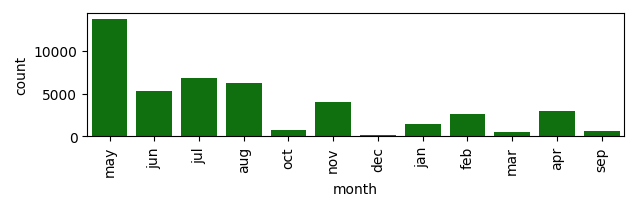 10000
5000
0
count
may
jun
jul
aug
oct
nov
dec
jan
feb
mar
apr
sep
month